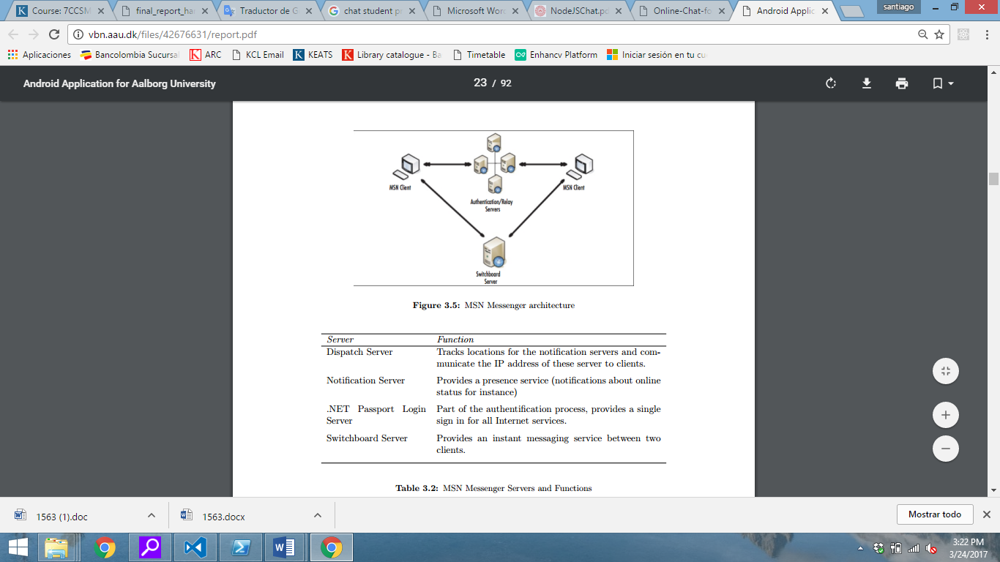 Course: 7CCSM
final_report_ha
Traductor de G
chat student p
Microsoft Wor
NodeJSChat.pd
Online-Chat-fo
Android Applic
santiago
vbn.aau.dk/files/42676631/report.pdf
Aplicaciones
Bancolombia Sucursa
ARC
KCL Email
KEATS
Library catalogue - Ba
Timetable
Enhancv Platform
Iniciar sesión en tu cu
Android Application for Aalborg University
23 / 92
MSN Client
MSN Client
Authentication/Relay
Servers
Switchboard
Server
Figure 3.5: MSN Messenger architecture
Server Function
Dispatch Server Tracks locations for the notification servers and com-
municate the IP address of these server to clients.
Notification Server Provides a presence service (notifications about online
status for instance)
.NET Passport Login Part of the authentification process, provides a single
Server sign in for all Internet services.
Switchboard Server Provides an instant messaging service between two
clients.
Table 3.2: MSN Messenger Servers and Functions
1563 (1).doc
1563.docx
Mostrar todo
3:22 PM
3/24/2017